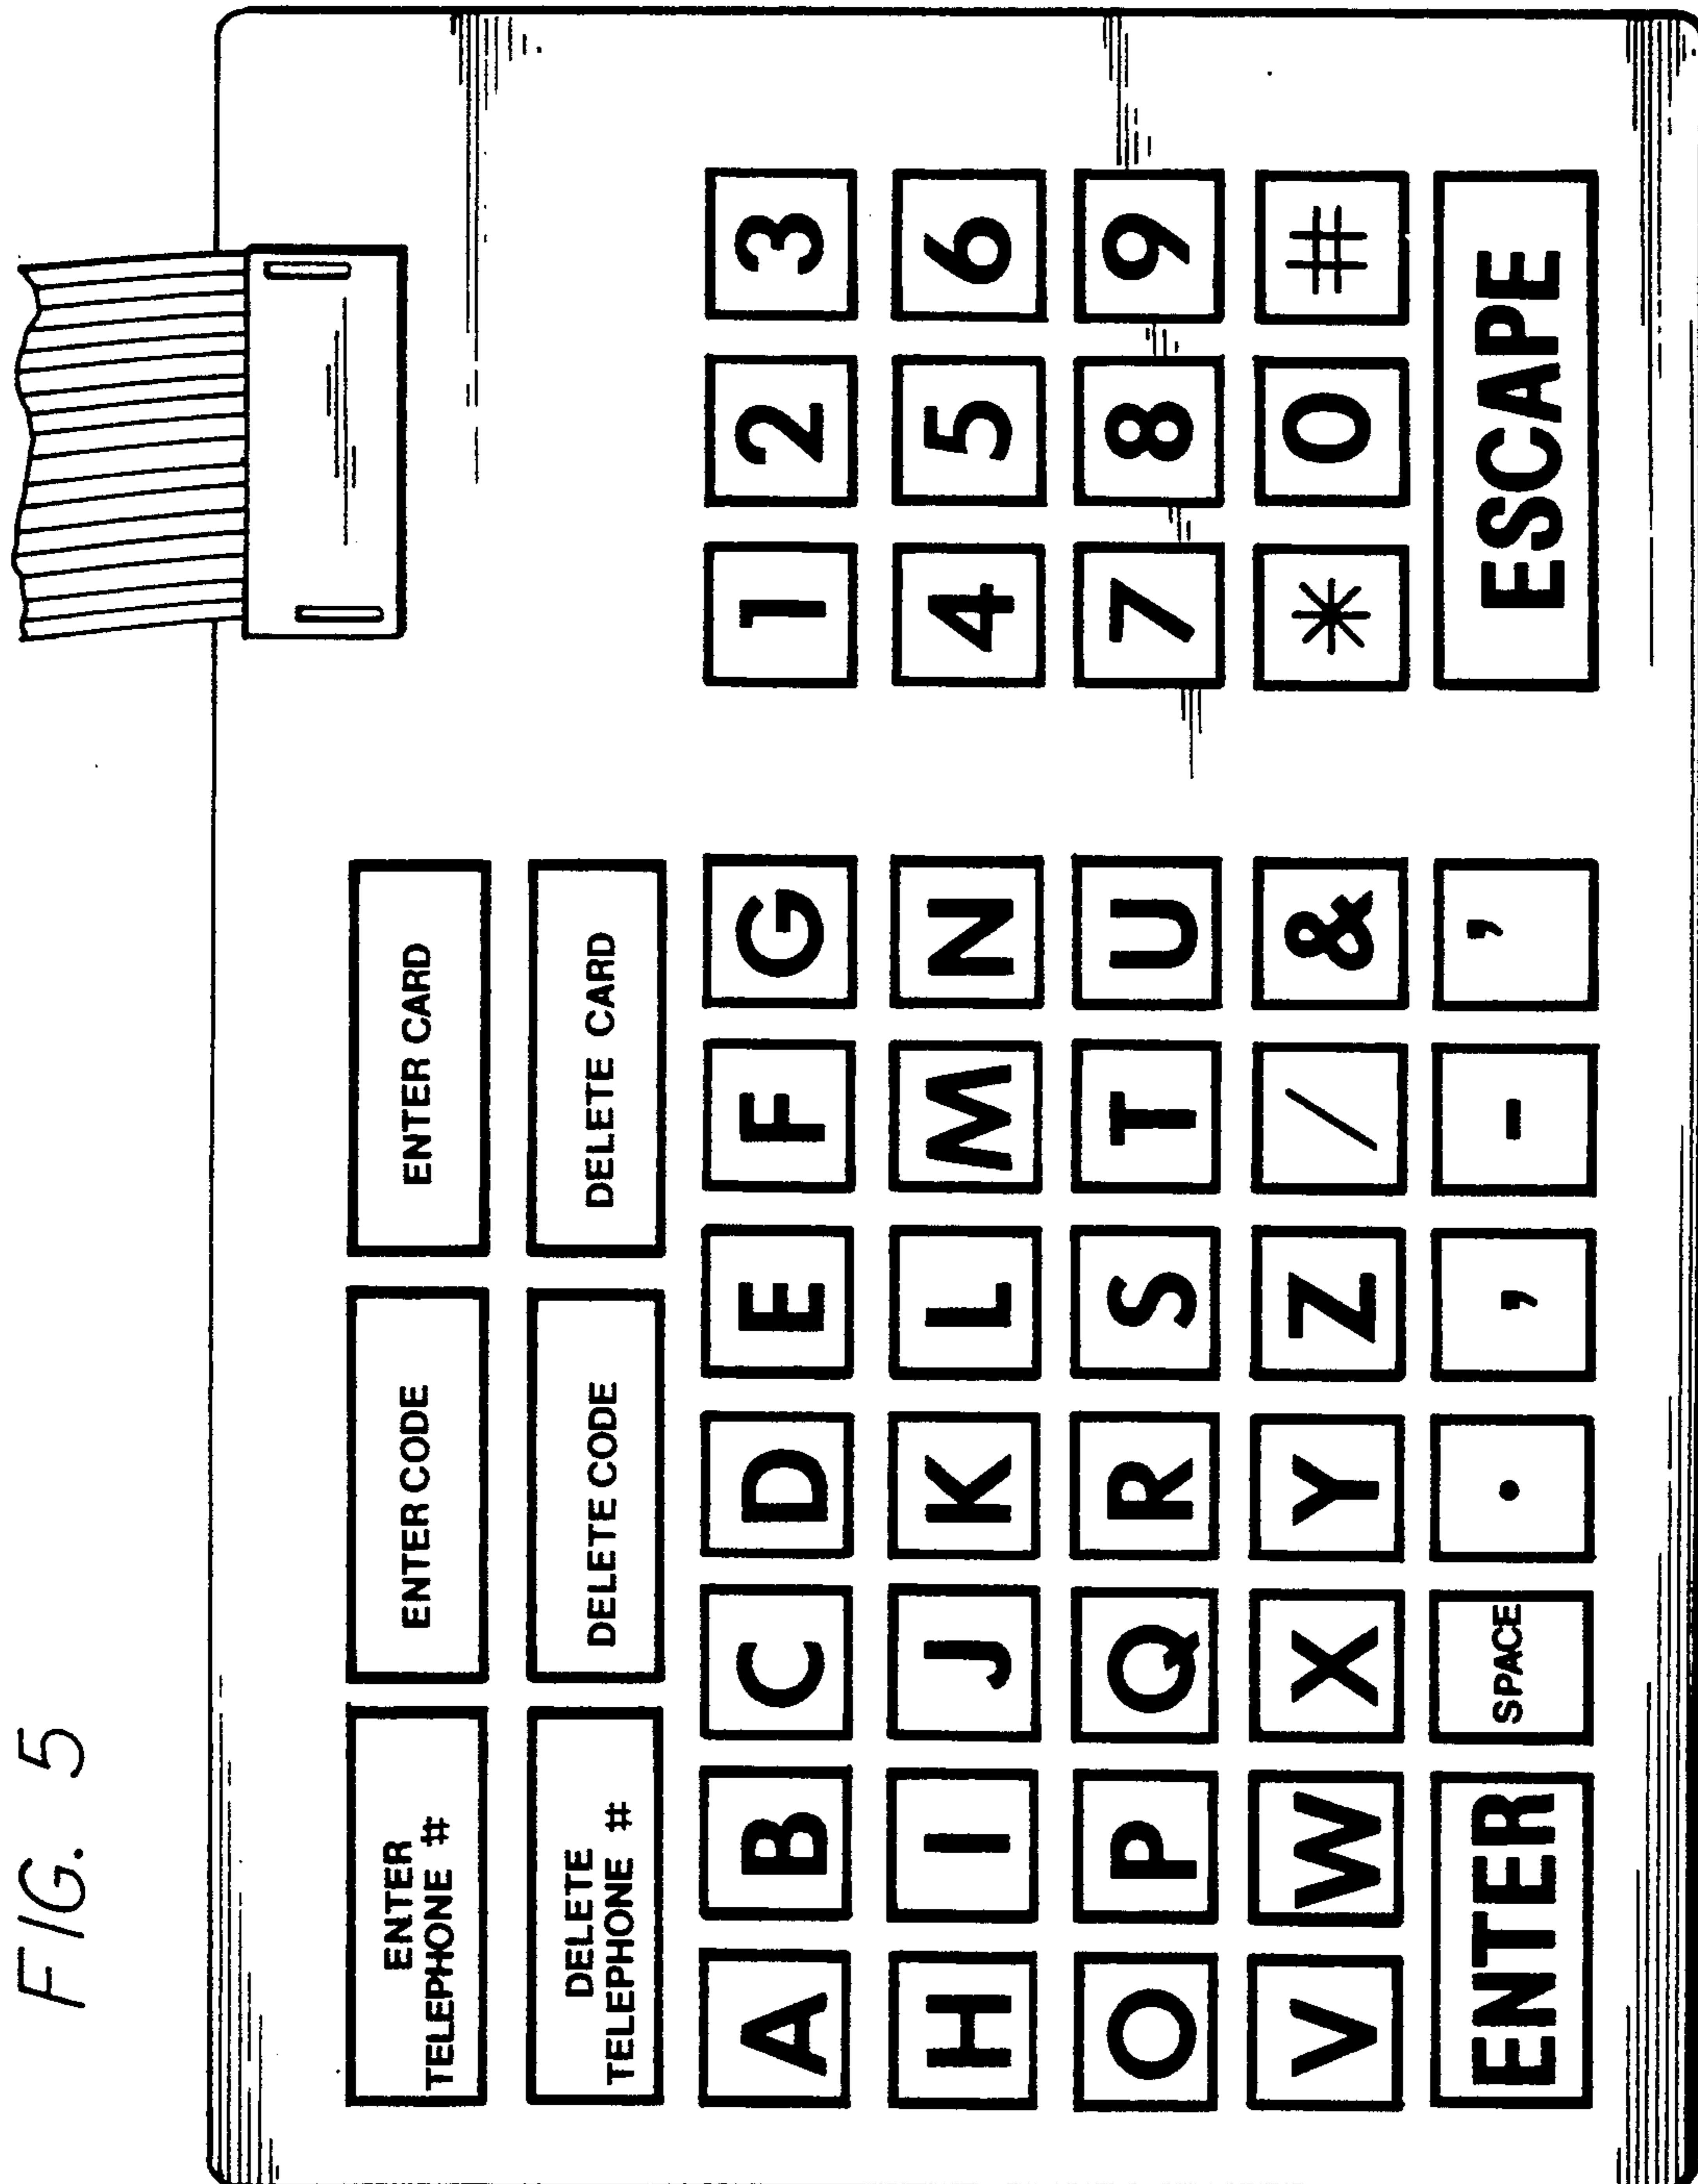 FIG. 5
ENTER TELEPHONE #
ENTER CODE
ENTER CARD
DELETE TELEPHONE #
DELETE CODE
DELETE CARD
A B C D E F G 1 2 3
H I J K L M N 4 5 6
O P Q R S T U 7 8 9
V W X Y Z / & * 0 #
ENTER SPACE . , - ' ESCAPE